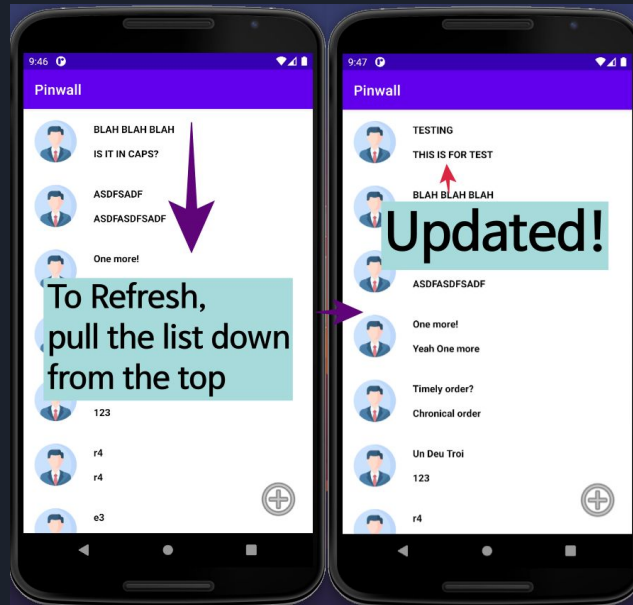 9:46
Pinwall
BLAH BLAH BLAH
IS IT IN CAPS?
ASDFSADF
ASDFASDFSADF
One more!
To Refresh,
pull the list down
from the top
123
r4
r4
e3
9:47
Pinwall
TESTING
THIS IS FOR TEST
BLAH BLAH BLAH
Updated!
ASDFASDFSADF
One more!
Yeah One more
Timely order?
Chronical order
Un Deu Troi
123
r4